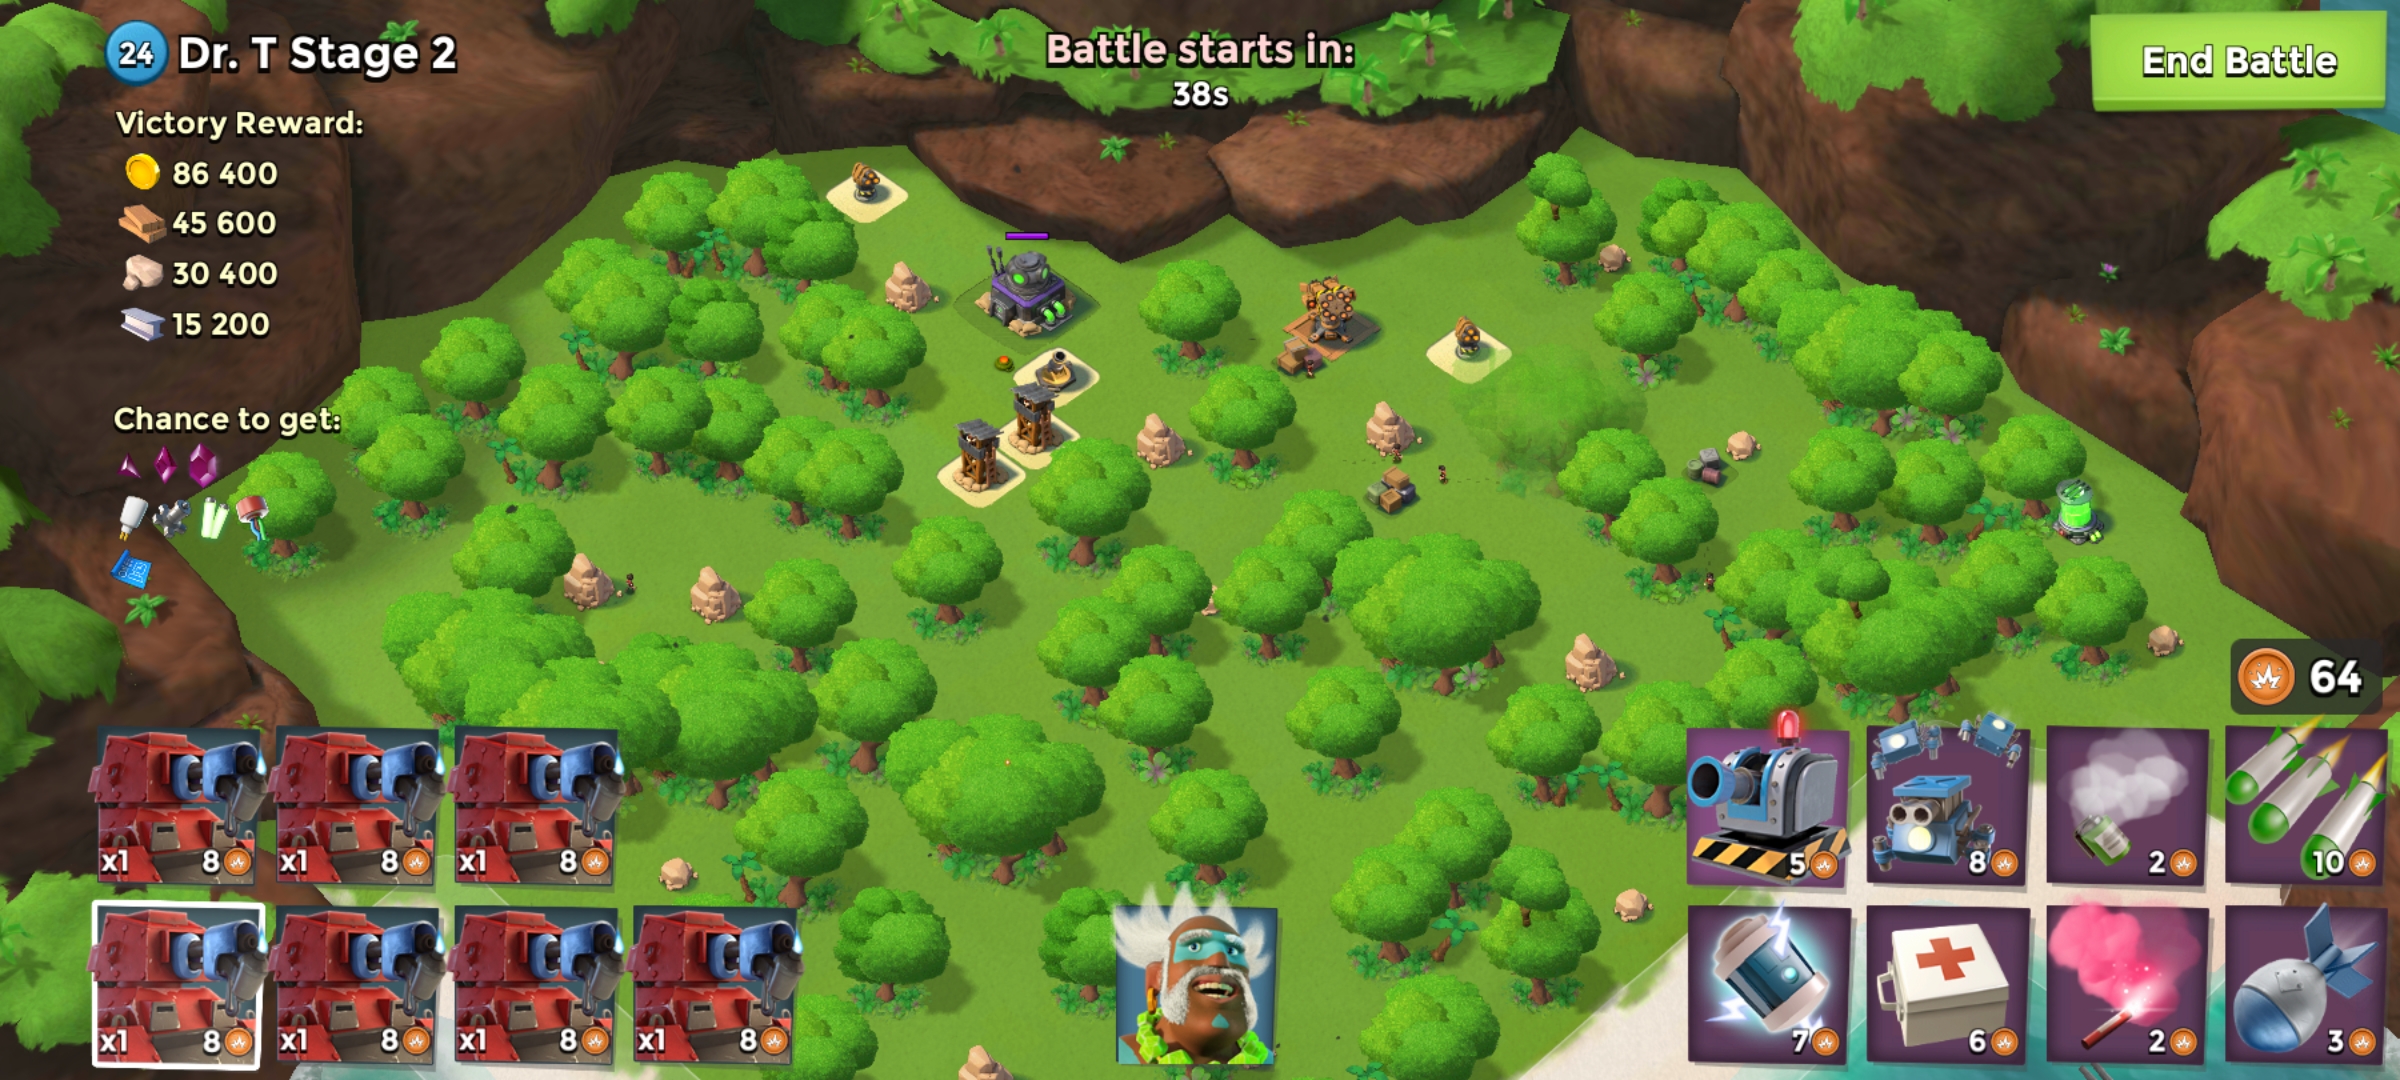 24 Dr. T Stage 2
Battle starts in:
38s
End Battle
Victory Reward:
86 400
45 600
30 400
15 200
Chance to get:
64
x1 8
x1 8
x1 8
5
8
2
10
x1 8
x1 8
x1 8
x1 8
7
6
2
3